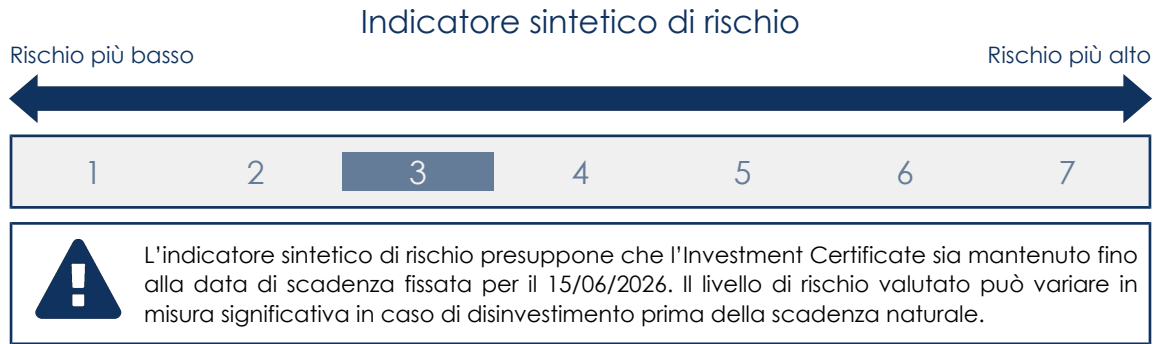 Indicatore sintetico di rischio
Rischio più basso
Rischio più alto
1 2 3 4 5 6 7
L'indicatore sintetico di rischio presuppone che l'Investment Certificate sia mantenuto fino
alla data di scadenza fissata per il 15/06/2026. Il livello di rischio valutato può variare in
misura significativa in caso di disinvestimento prima della scadenza naturale.